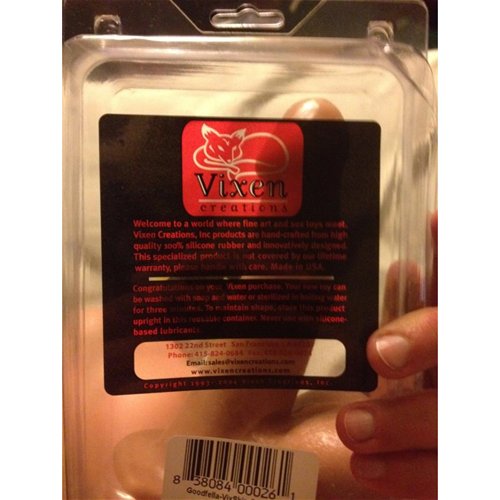 Vixen
creations
Welcome to a world where fine art and sex toys meet.
Vixen Creations, Inc products are hand-crafted from high
quality 100% silicone rubber and innovatively designed.
This specialized product is not covered by our lifetime
warranty, please handle with care. Made in USA.
Congratulations on your Vixen purchase. Your new toy can
be washed with soap and water or sterilized in boiling water
for three minutes. To maintain shape, store this product
upright in this reusable container. Never use with silicone-
based lubricants.
1302 22nd Street San Francisco,
Phone: 415-824-0684 Fax:
Email:sales@vixencreations.com
www.vixencreations.com
Copyright 1993- 2004 Vixen Creations, Inc.
8 38084 00026 1